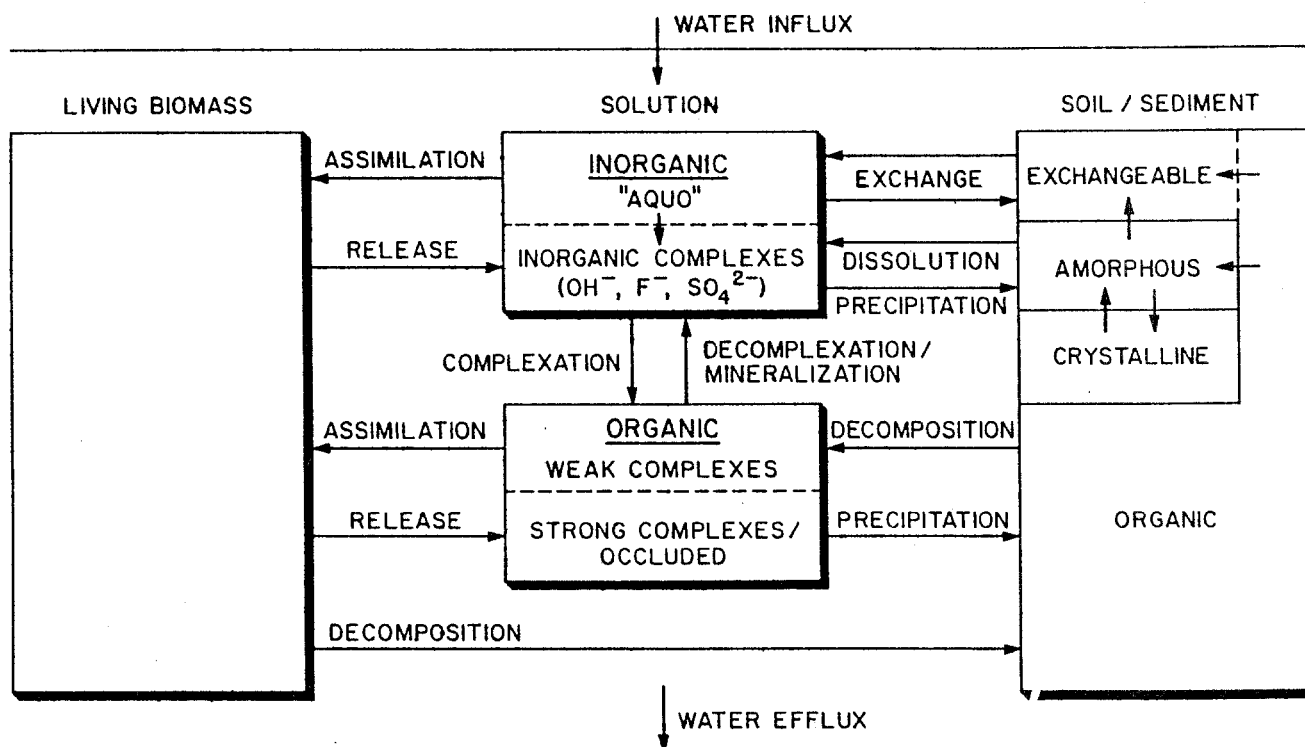 WATER INFLUX
LIVING BIOMASS
SOLUTION
SOIL / SEDIMENT
ASSIMILATION
INORGANIC
"AQUO"
EXCHANGE
EXCHANGEABLE
RELEASE
INORGANIC COMPLEXES
(OH⁻, F⁻, SO₄²⁻)
DISSOLUTION
PRECIPITATION
AMORPHOUS
CRYSTALLINE
COMPLEXATION
DECOMPLEXATION/
MINERALIZATION
ASSIMILATION
ORGANIC
WEAK COMPLEXES
DECOMPOSITION
RELEASE
STRONG COMPLEXES/
OCCLUDED
PRECIPITATION
ORGANIC
DECOMPOSITION
WATER EFFLUX